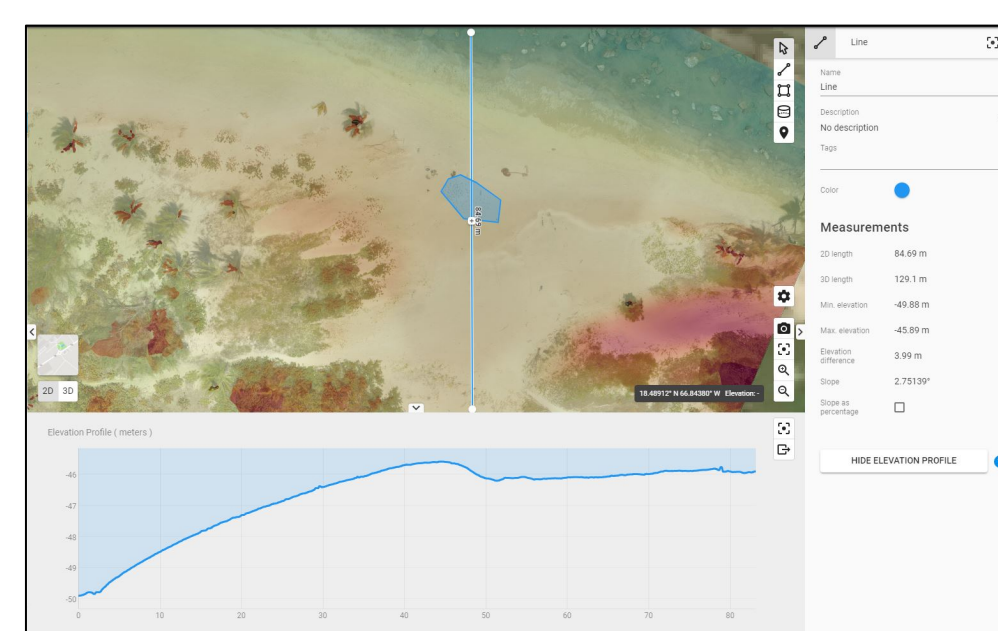 Line
Name
Line
Description
No description
Tags
Color
Measurements
2D length 84.69 m
3D length 129.1 m
Min. elevation -49.88 m
Max. elevation -45.89 m
Elevation
difference 3.99 m
Slope 2.75139°
Slope as
percentage
HIDE ELEVATION PROFILE
84.69 m
2D 3D
18.48912° N 66.84380° W Elevation: -
Elevation Profile ( meters )
-46
-47
-48
-49
-50
0 10 20 30 40 50 60 70 80